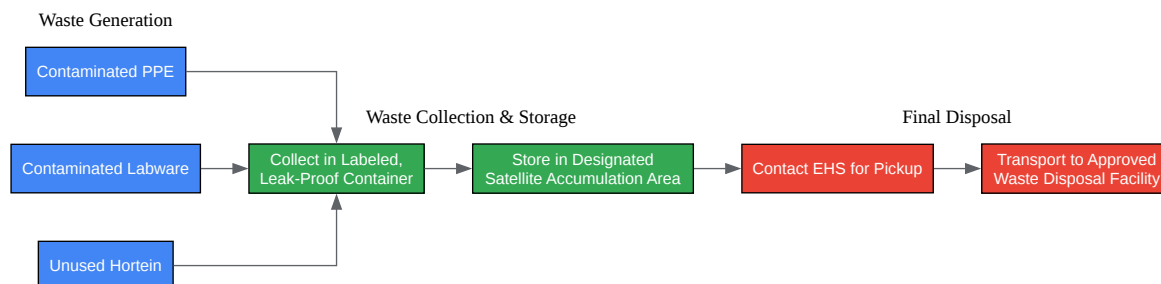 Waste Generation
Contaminated PPE
Waste Collection & Storage
Final Disposal
Contaminated Labware
Collect in Labeled,
Leak-Proof Container
Store in Designated
Satellite Accumulation Area
Contact EHS for Pickup
Transport to Approved
Waste Disposal Facility
Unused Hortein